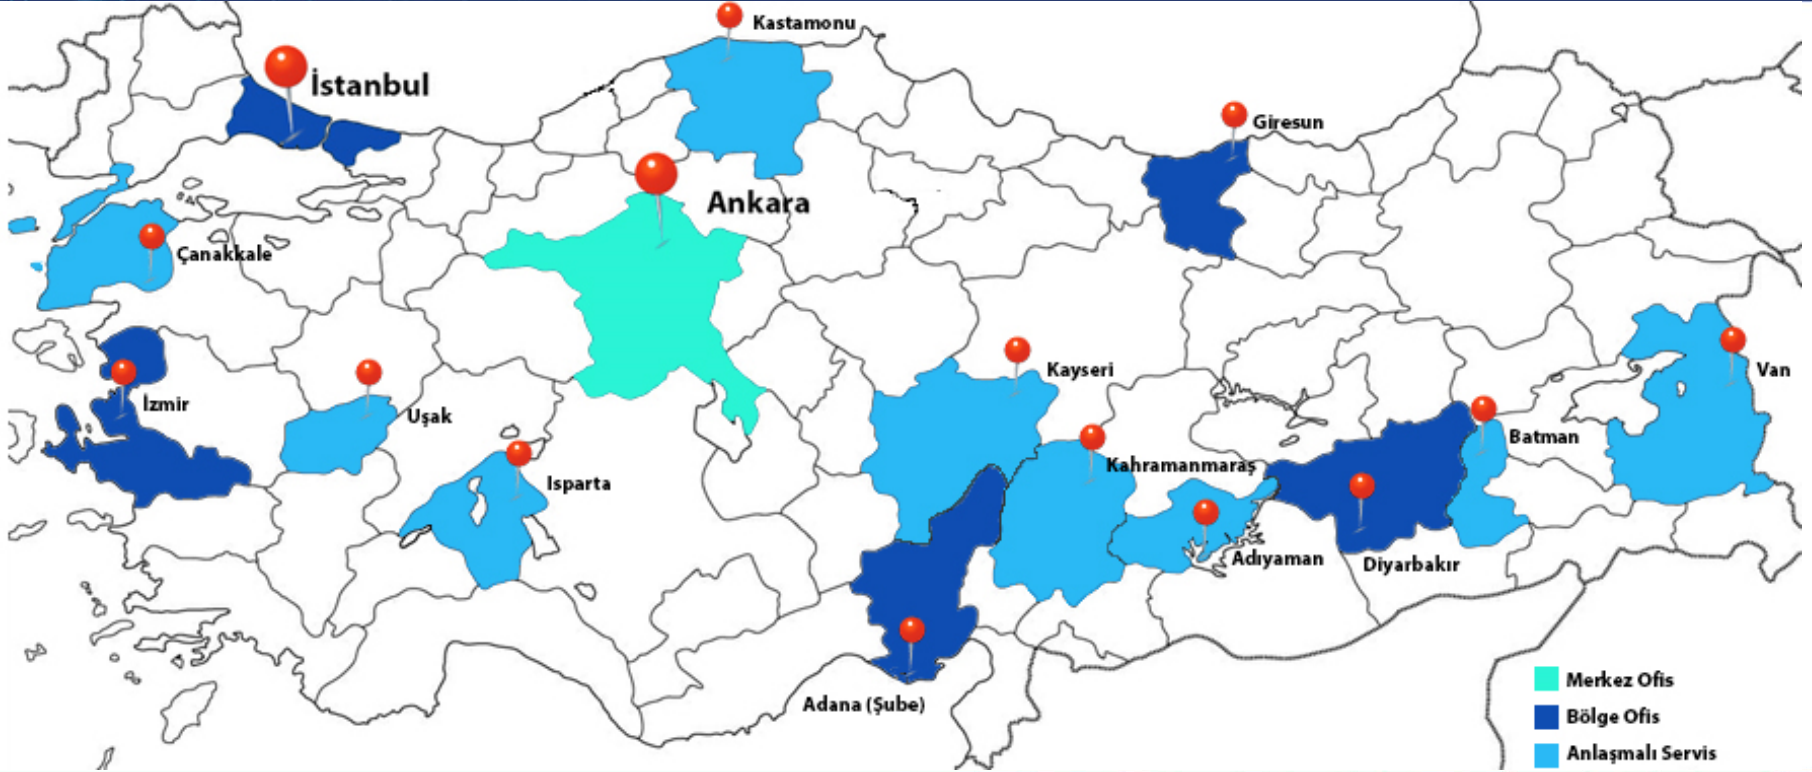 Kastamonu
İstanbul
Giresun
Ankara
Çanakkale
Kayseri
Van
İzmir
Uşak
Batman
Kahramanmaraş
Isparta
Adıyaman
Diyarbakır
Adana (Şube)
Merkez Ofis
Bölge Ofis
Anlaşmalı Servis